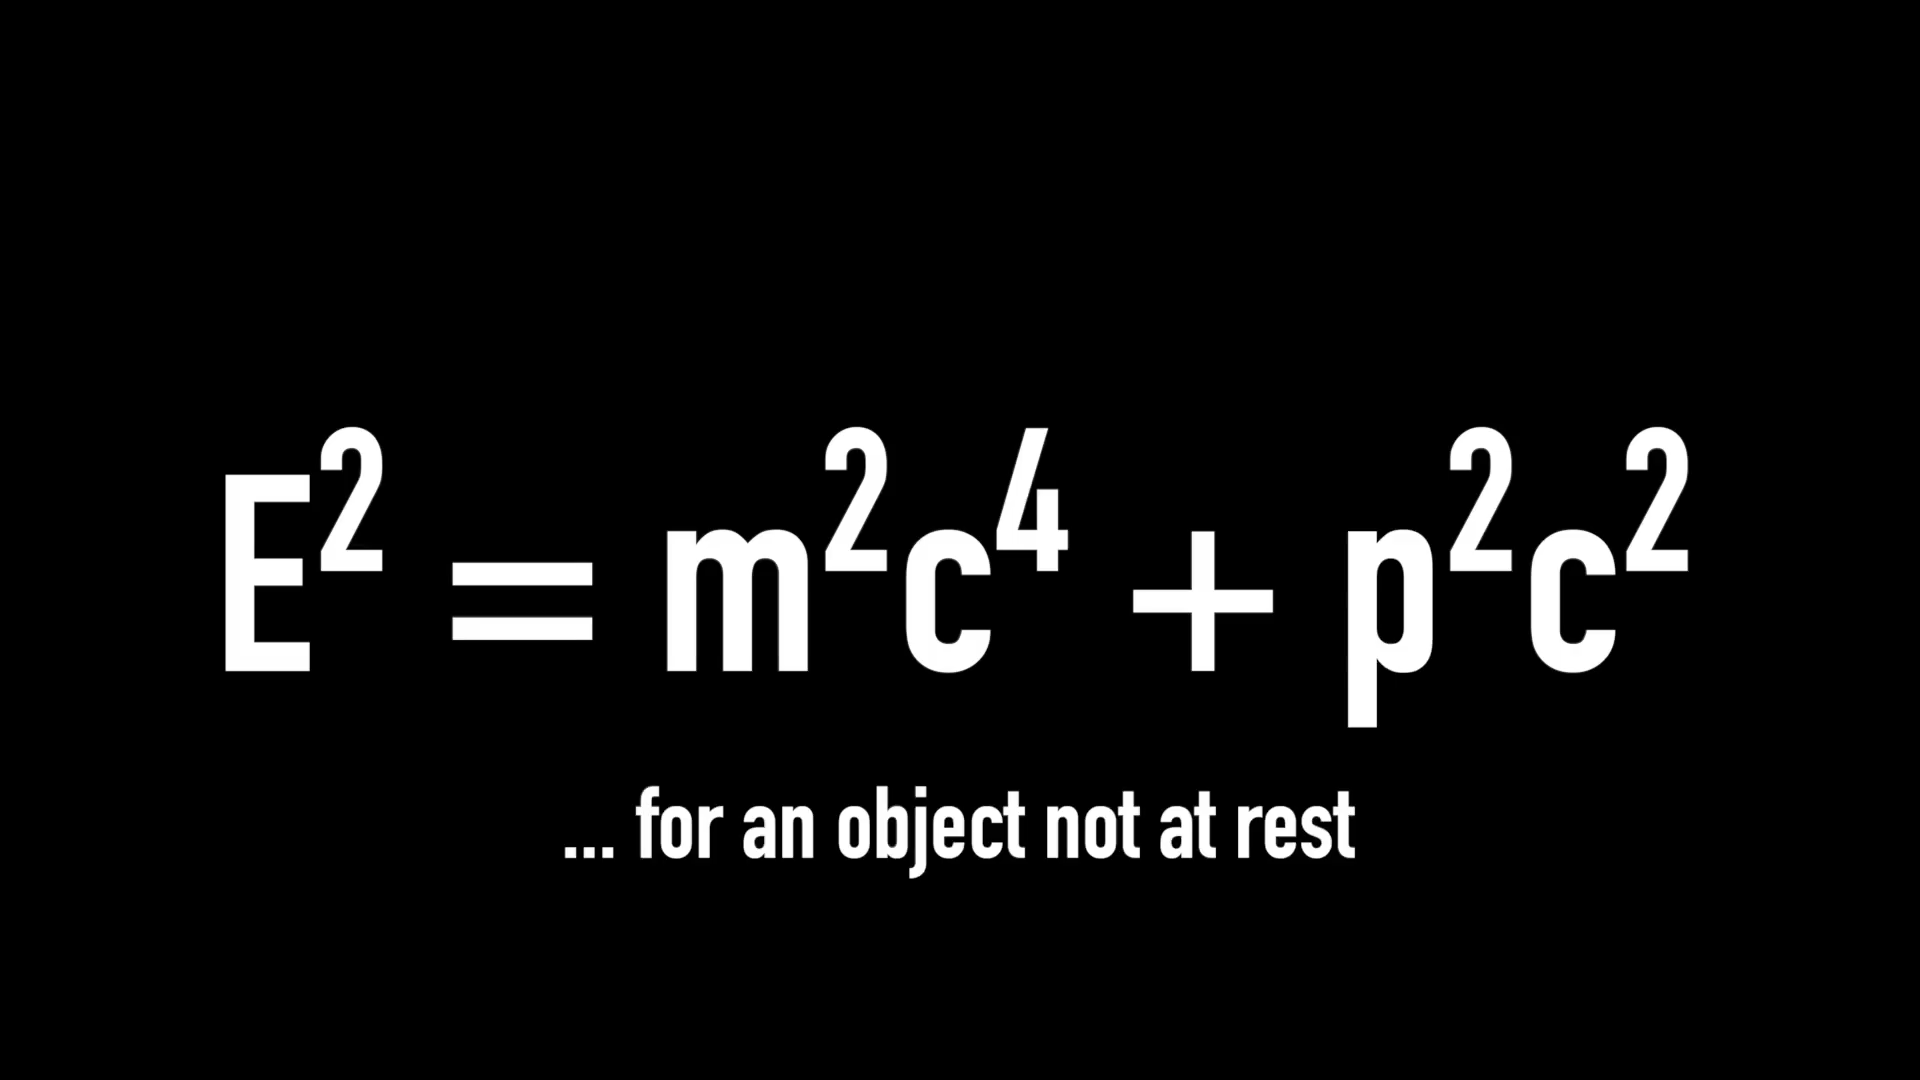 E² = m²c⁴ + p²c²
... for an object not at rest